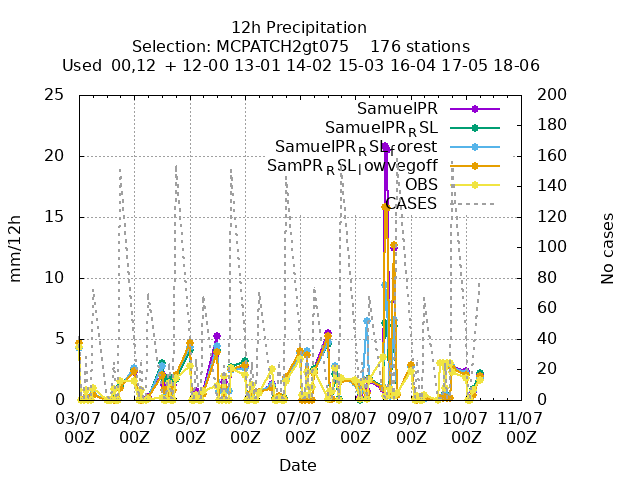 12h Precipitation
Selection: MCPATCH2gt075 176 stations
Used 00,12 + 12-00 13-01 14-02 15-03 16-04 17-05 18-06
25 200
180
20 160
140
15 120
100
10 80
60
5 40
20
0 0
mm/12h
No cases
SamuelPR
SamuelPR_RSL
SamuelPR_RSL_forest
SamPR_RSL_lowvegoff
OBS
CASES
03/07 04/07 05/07 06/07 07/07 08/07 09/07 10/07 11/07
00Z 00Z 00Z 00Z 00Z 00Z 00Z 00Z 00Z
Date